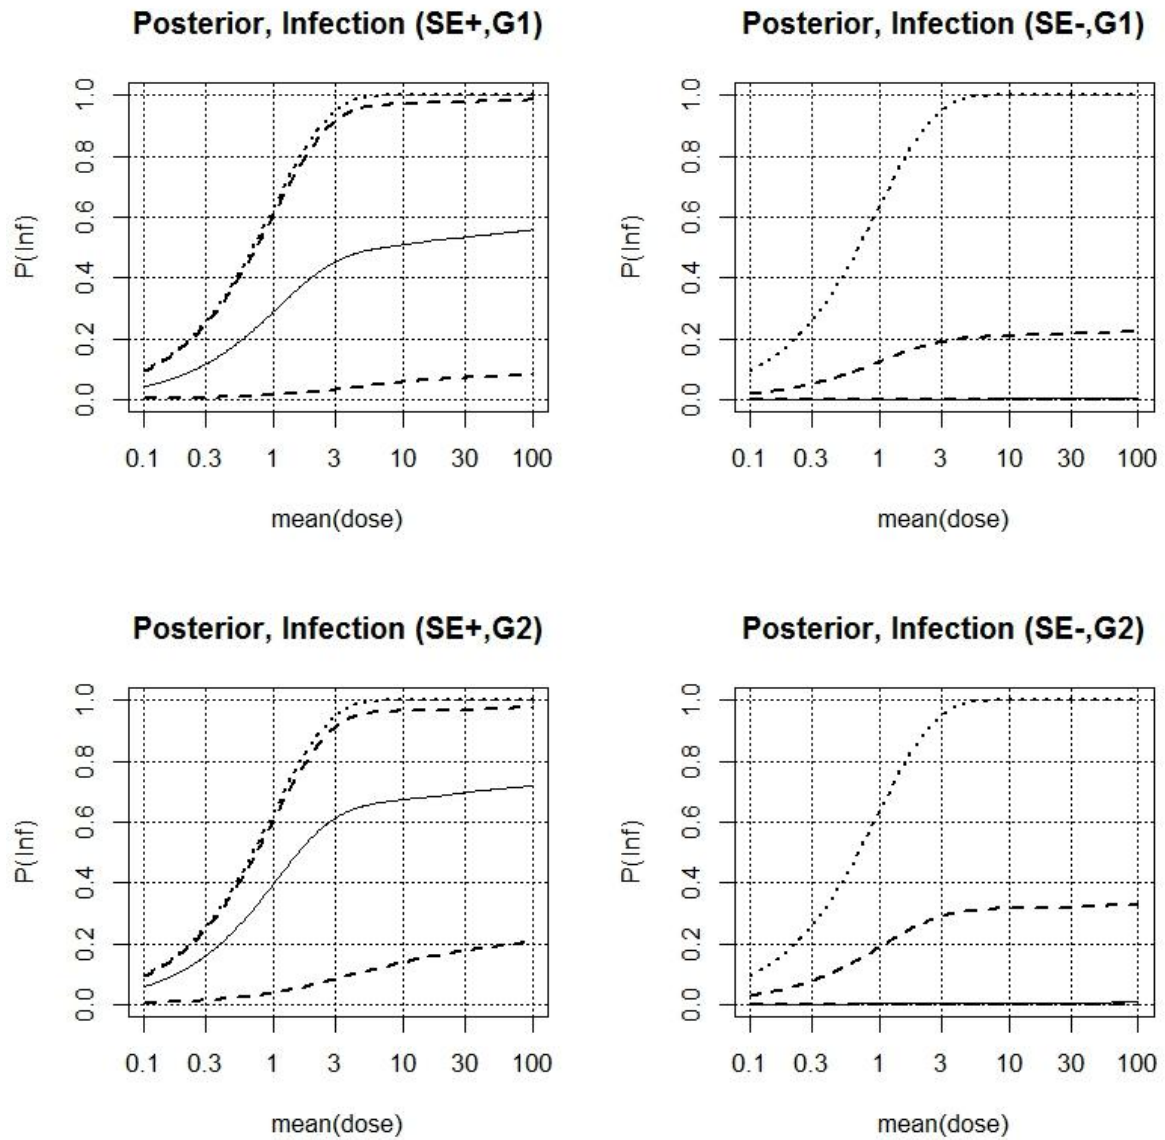 Posterior, Infection (SE+,G1)
P(Inf)
1.0
0.8
0.6
0.4
0.2
0.0
0.1 0.3 1 3 10 30 100
mean(dose)
Posterior, Infection (SE-,G1)
P(Inf)
1.0
0.8
0.6
0.4
0.2
0.0
0.1 0.3 1 3 10 30 100
mean(dose)
Posterior, Infection (SE+,G2)
P(Inf)
1.0
0.8
0.6
0.4
0.2
0.0
0.1 0.3 1 3 10 30 100
mean(dose)
Posterior, Infection (SE-,G2)
P(Inf)
1.0
0.8
0.6
0.4
0.2
0.0
0.1 0.3 1 3 10 30 100
mean(dose)